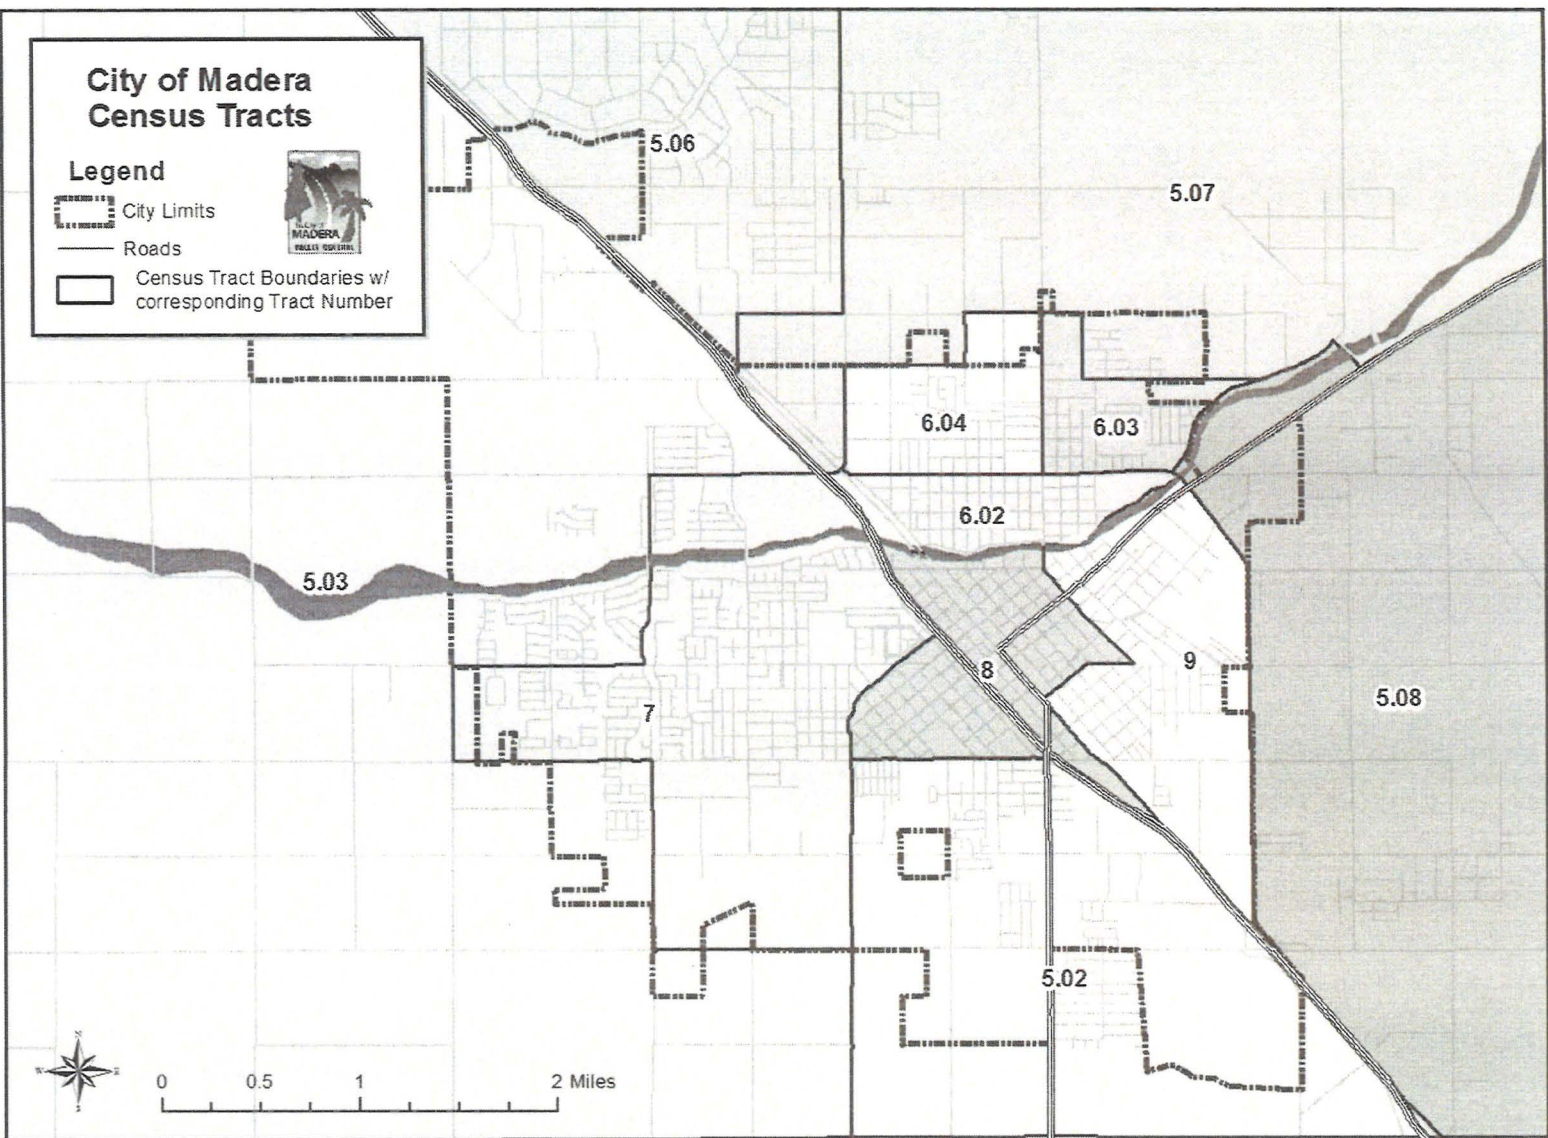 City of Madera
Census Tracts
Legend
City Limits
Roads
Census Tract Boundaries w/
corresponding Tract Number
MADERA
5.06
5.07
6.04
6.03
6.02
5.03
8
9
5.08
7
5.02
N
W
E
S
0 0.5 1 2 Miles